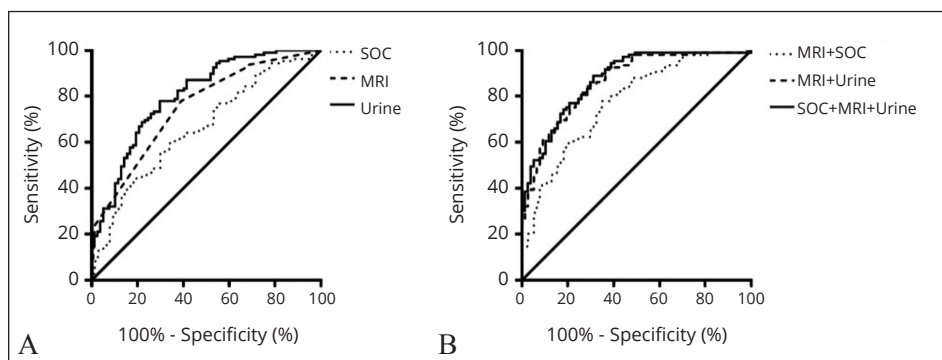 100
80
60
40
20
0
Sensitivity (%)
0 20 40 60 80 100
100% - Specificity (%)
SOC
MRI
Urine
A
100
80
60
40
20
0
Sensitivity (%)
0 20 40 60 80 100
100% - Specificity (%)
MRI+SOC
MRI+Urine
SOC+MRI+Urine
B